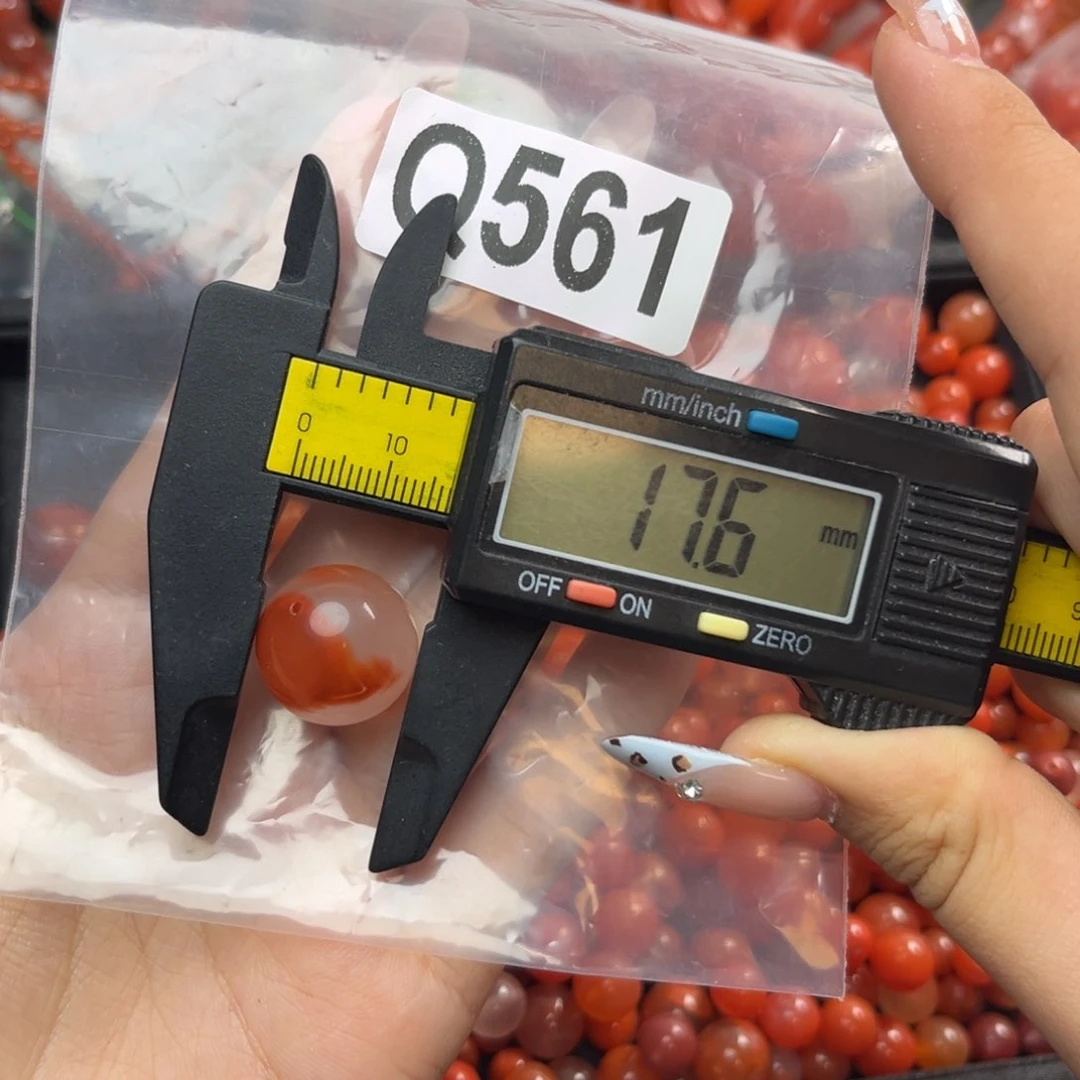 Q561
mm/inch
0 10
17.6 mm
OFF ON
ZERO